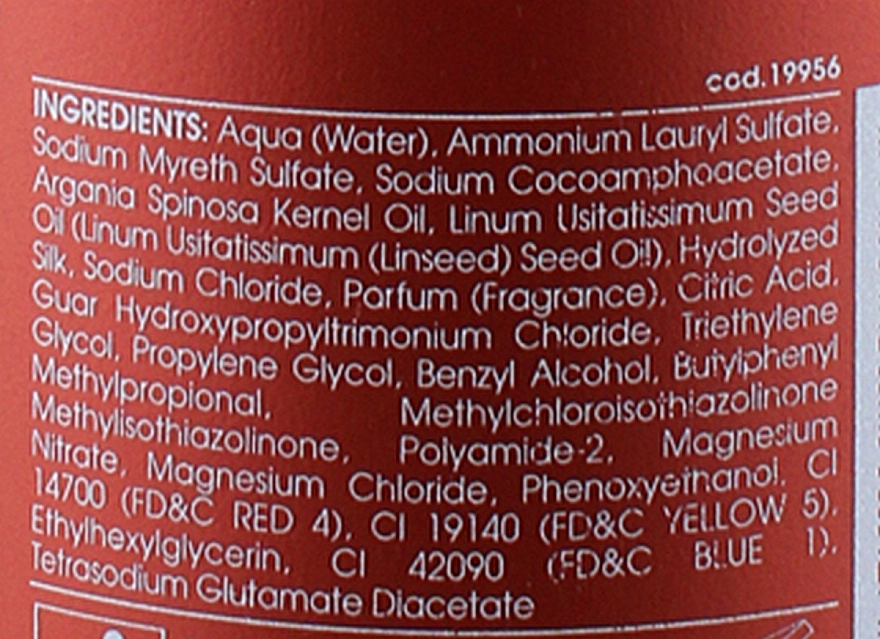 cod.19956
INGREDIENTS: Aqua (Water), Ammonium Lauryl Sulfate,
Sodium Myreth Sulfate, Sodium Cocoamphoacetate,
Argania Spinosa Kernel Oil, Linum Usitatissimum Seed
Oil (Linum Usitatissimum (Linseed) Seed Oil), Hydrolyzed
Silk, Sodium Chloride, Parfum (Fragrance), Citric Acid,
Guar Hydroxypropyltrimonium Chloride, Triethylene
Glycol, Propylene Glycol, Benzyl Alcohol, Butylphenyl
Methylpropional, Methylchloroisothiazolinone
Methylisothiazolinone, Polyamide-2, Magnesium
Nitrate, Magnesium Chloride, Phenoxyethanol, CI
14700 (FD&C RED 4), CI 19140 (FD&C YELLOW 5),
Ethylhexylglycerin, CI 42090 (FD&C BLUE 1),
Tetrasodium Glutamate Diacetate